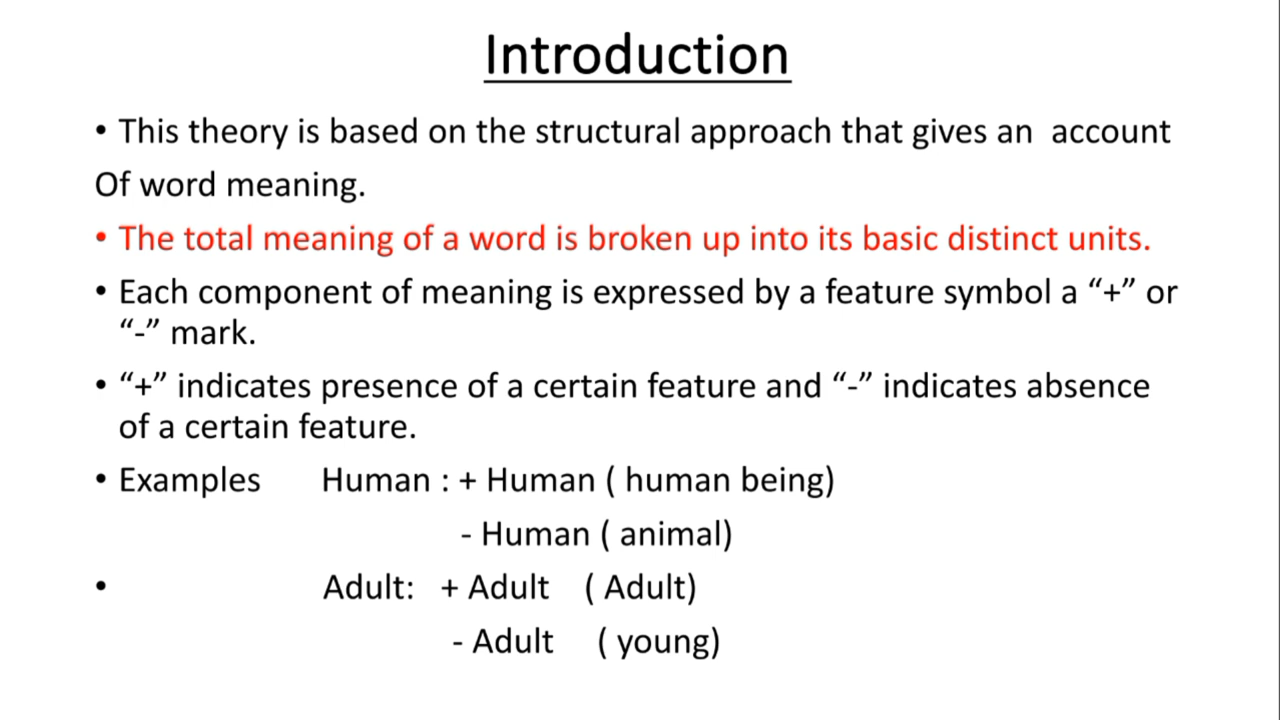 Introduction
• This theory is based on the structural approach that gives an account
Of word meaning.
• The total meaning of a word is broken up into its basic distinct units.
• Each component of meaning is expressed by a feature symbol a “+” or
“-” mark.
• “+” indicates presence of a certain feature and “-” indicates absence
of a certain feature.
• Examples Human : + Human ( human being)
- Human ( animal)
• Adult: + Adult ( Adult)
- Adult ( young)